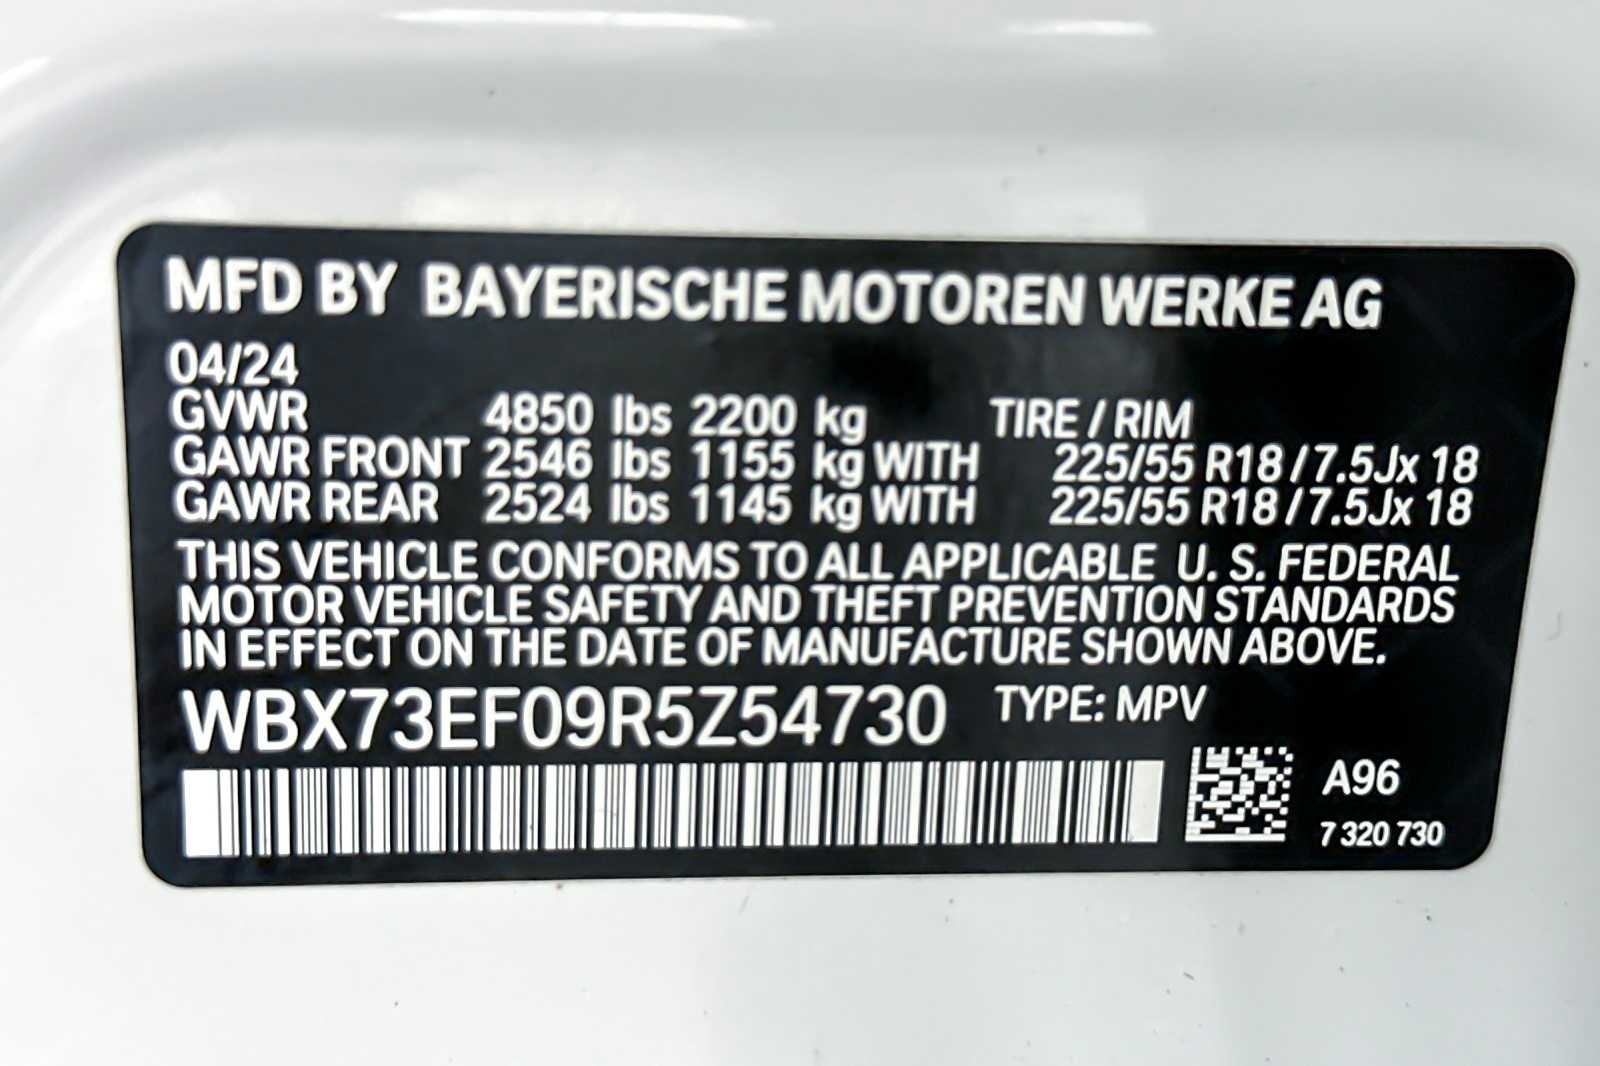 MFD BY BAYERISCHE MOTOREN WERKE AG
04/24
GVWR 4850 lbs 2200 kg TIRE / RIM
GAWR FRONT 2546 lbs 1155 kg WITH 225/55 R18 / 7.5Jx 18
GAWR REAR 2524 lbs 1145 kg WITH 225/55 R18 / 7.5Jx 18
THIS VEHICLE CONFORMS TO ALL APPLICABLE U. S. FEDERAL
MOTOR VEHICLE SAFETY AND THEFT PREVENTION STANDARDS
IN EFFECT ON THE DATE OF MANUFACTURE SHOWN ABOVE.
WBX73EF09R5Z54730 TYPE: MPV
A96
7 320 730